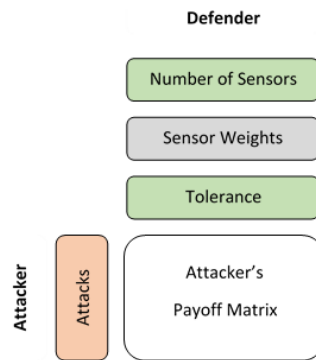 Defender
Number of Sensors
Sensor Weights
Tolerance
Attacker
Attacks
Attacker's
Payoff Matrix